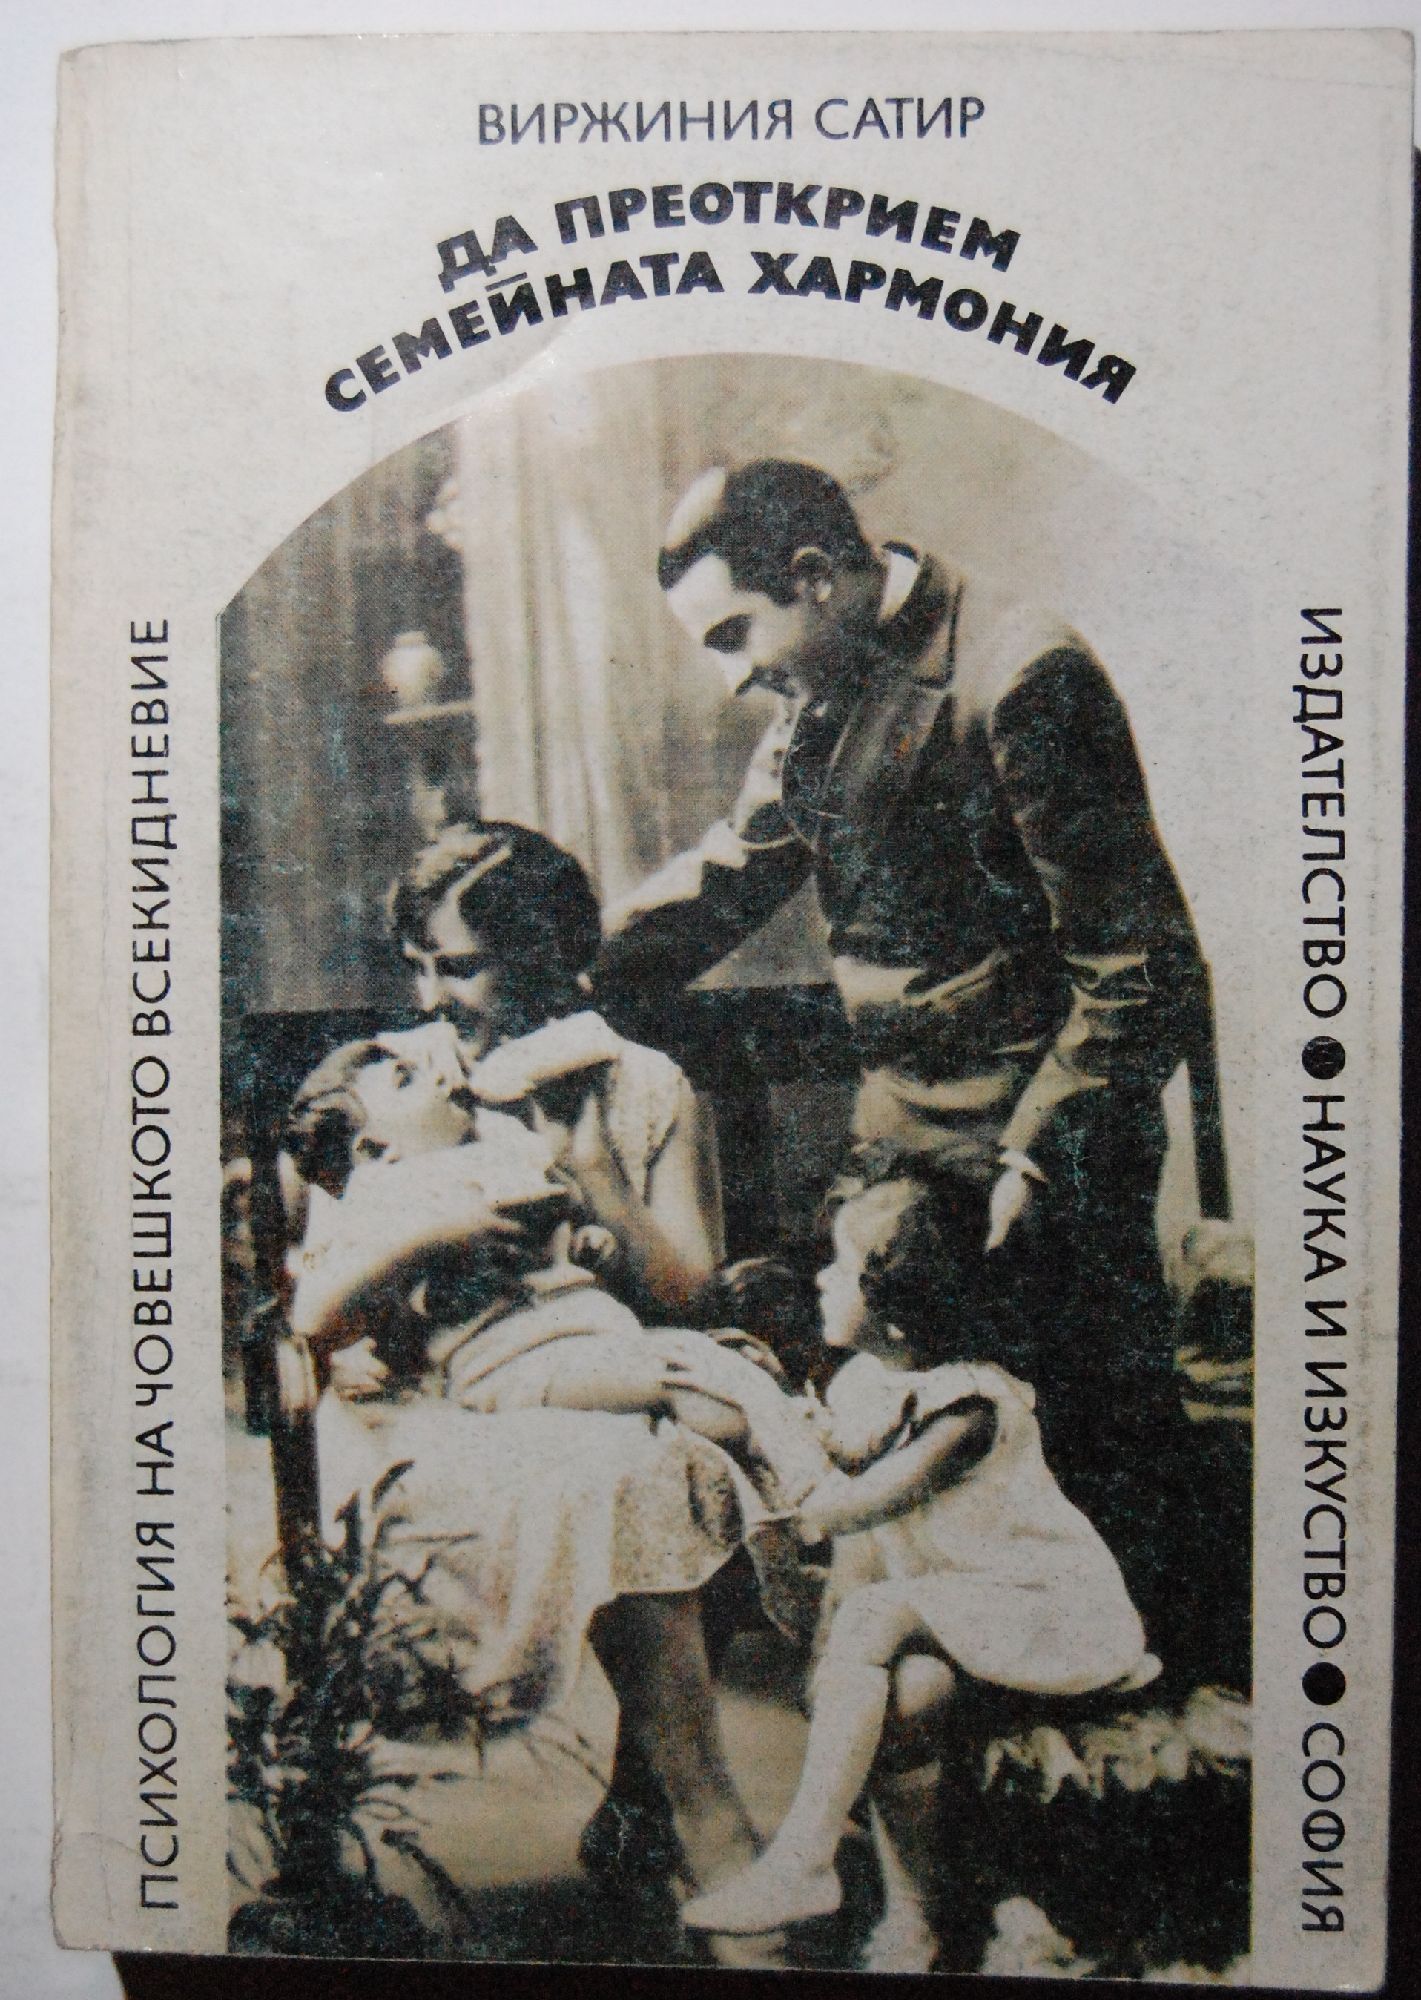 ВИРЖИНИЯ САТИР
ДА ПРЕОТКРИЕМ
СЕМЕЙНАТА ХАРМОНИЯ
ПСИХОЛОГИЯ НА ЧОВЕШКОТО ВСЕКИДНЕВИЕ
ИЗДАТЕЛСТВО ● НАУКА И ИЗКУСТВО ● СОФИЯ